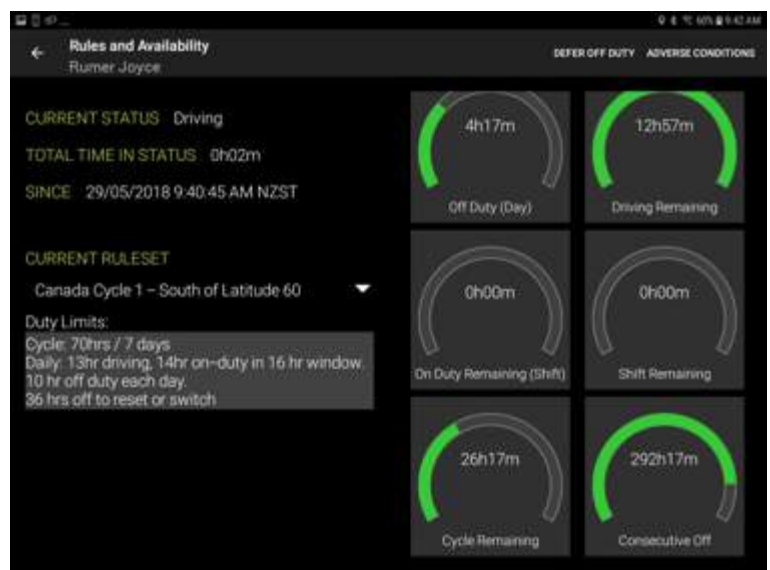 60% 9:42 AM
Rules and Availability
Rumer Joyce
DEFER OFF DUTY ADVERSE CONDITIONS
CURRENT STATUS Driving
TOTAL TIME IN STATUS 0h02m
SINCE 29/05/2018 9:40:45 AM NZST
CURRENT RULESET
Canada Cycle 1 – South of Latitude 60
Duty Limits:
Cycle: 70hrs / 7 days
Daily: 13hr driving, 14hr on-duty in 16 hr window.
10 hr off duty each day.
36 hrs off to reset or switch
4h17m
Off Duty (Day)
12h57m
Driving Remaining
0h00m
On Duty Remaining (Shift)
0h00m
Shift Remaining
26h17m
Cycle Remaining
292h17m
Consecutive Off